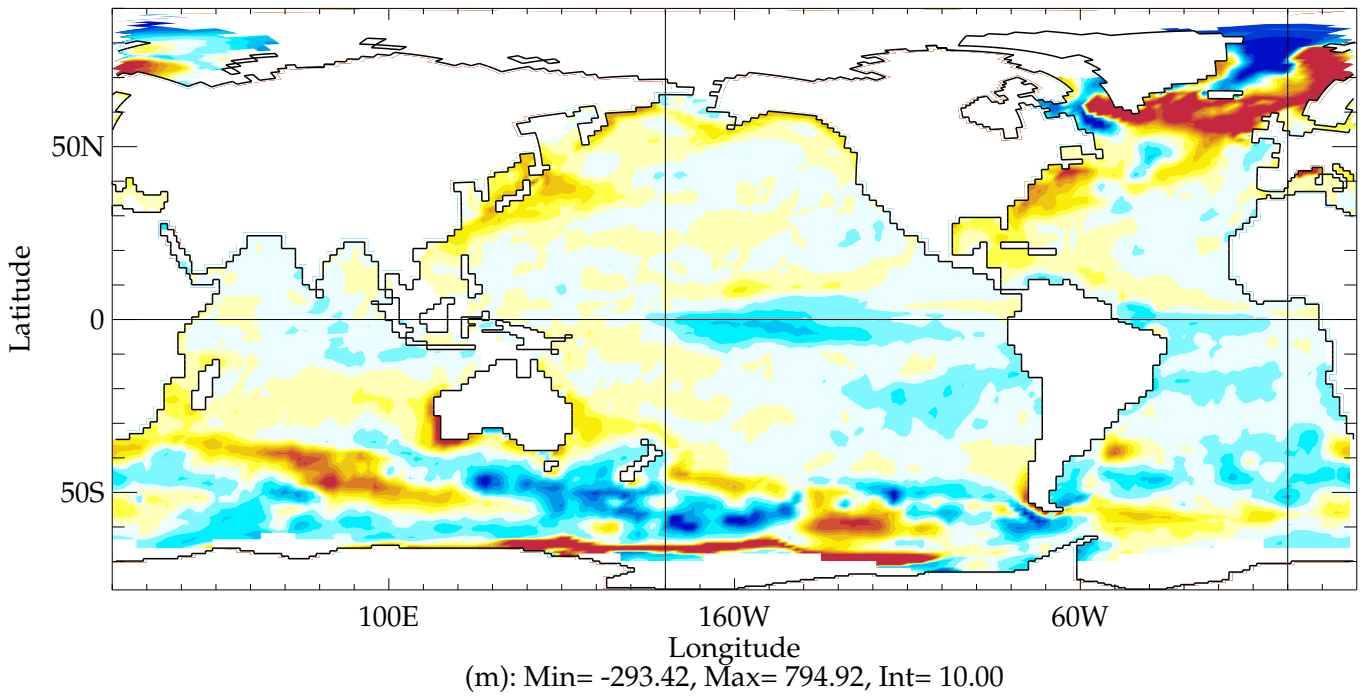 50N
0
50S
Latitude
100E 160W 60W
Longitude
(m): Min= -293.42, Max= 794.92, Int= 10.00